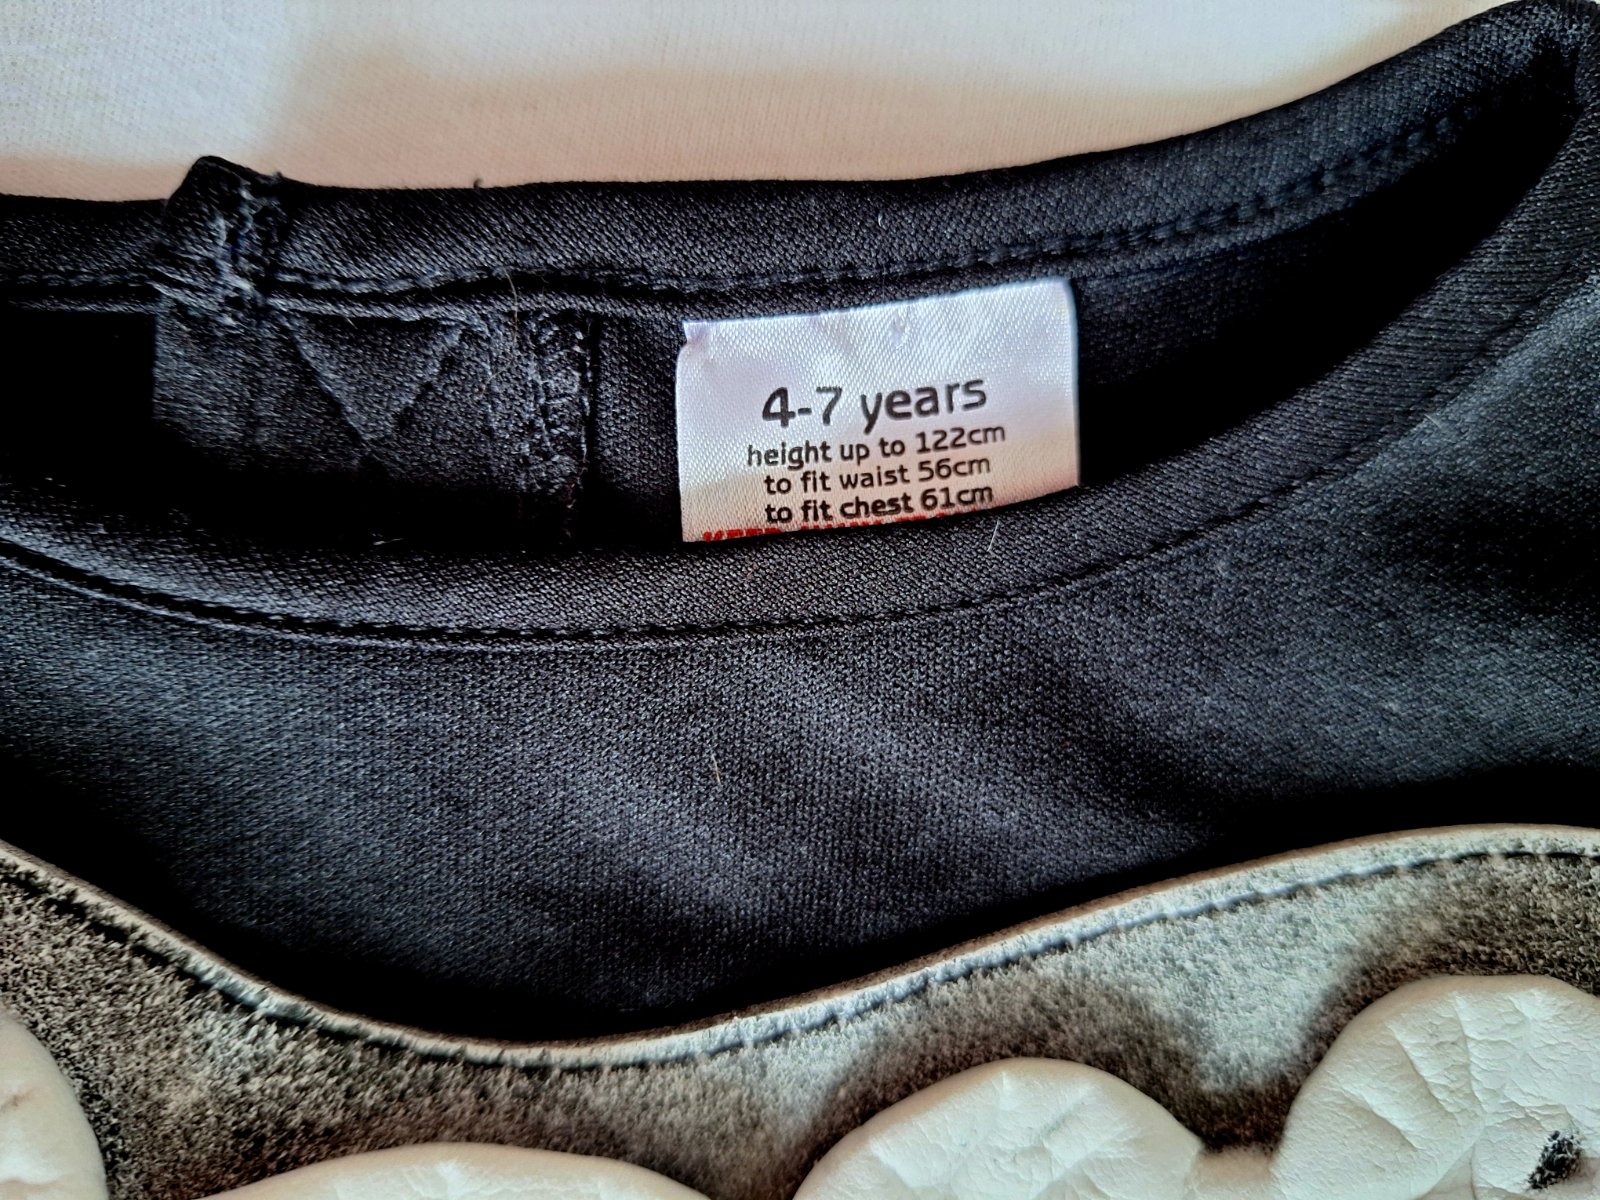 4-7 years
height up to 122cm
to fit waist 56cm
to fit chest 61cm